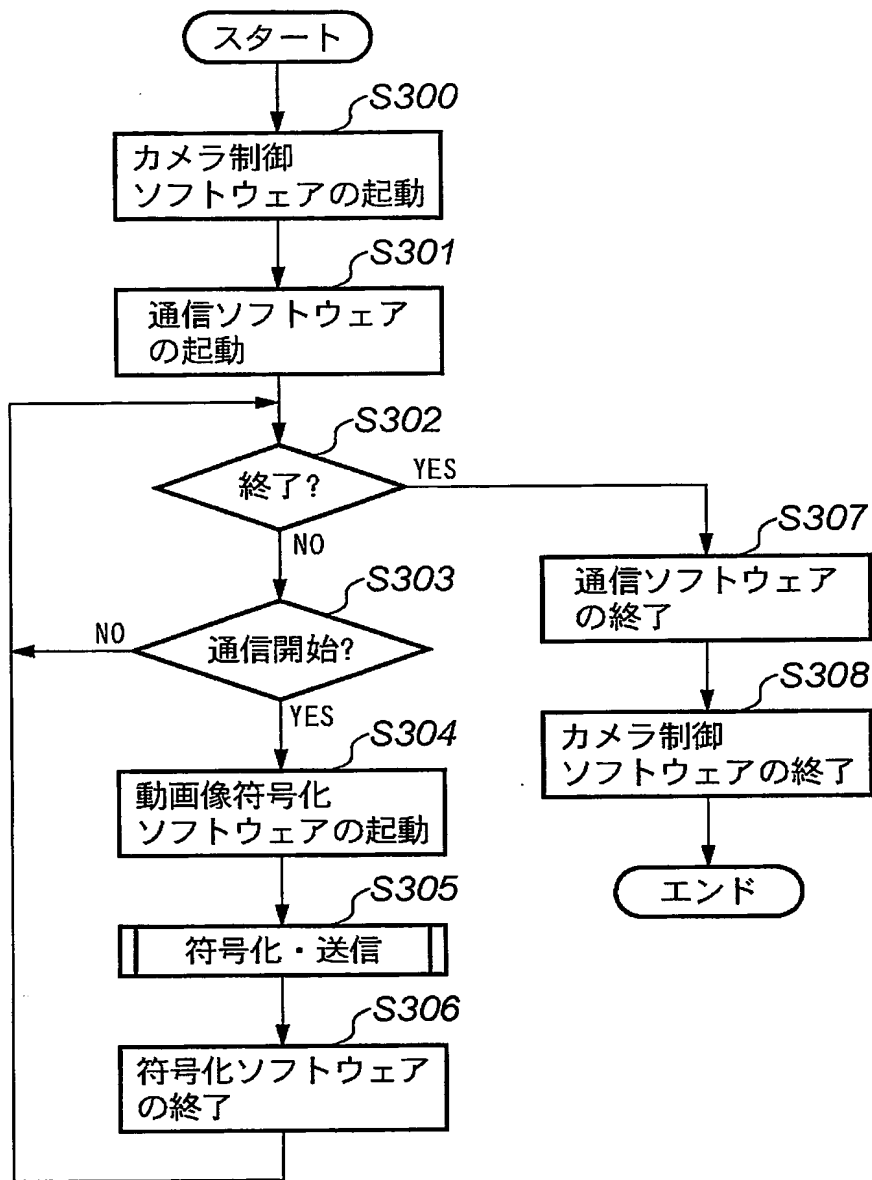 スタート
S300
カメラ制御
ソフトウェアの起動
S301
通信ソフトウェア
の起動
S302
終了?
YES
NO
S303
通信開始?
NO
YES
S304
動画像符号化
ソフトウェアの起動
S305
符号化・送信
S306
符号化ソフトウェア
の終了
S307
通信ソフトウェア
の終了
S308
カメラ制御
ソフトウェアの終了
エンド